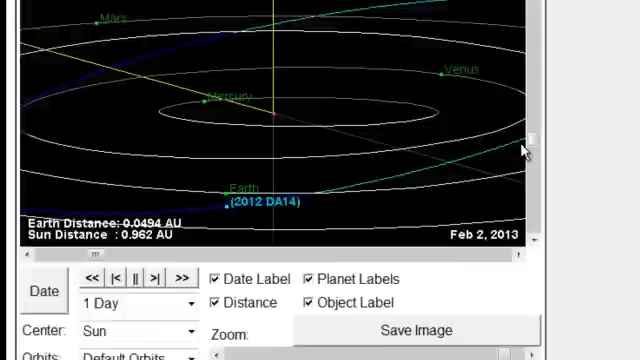 Mars
Venus
Mercury
Earth
(2012 DA14)
Earth Distance: 0.0494 AU
Sun Distance : 0.962 AU
Feb 2, 2013
Date
<< |< || >| >>
Date Label
Planet Labels
1 Day
Distance
Object Label
Center:
Sun
Zoom:
Save Image
Orbits:
Default Orbits